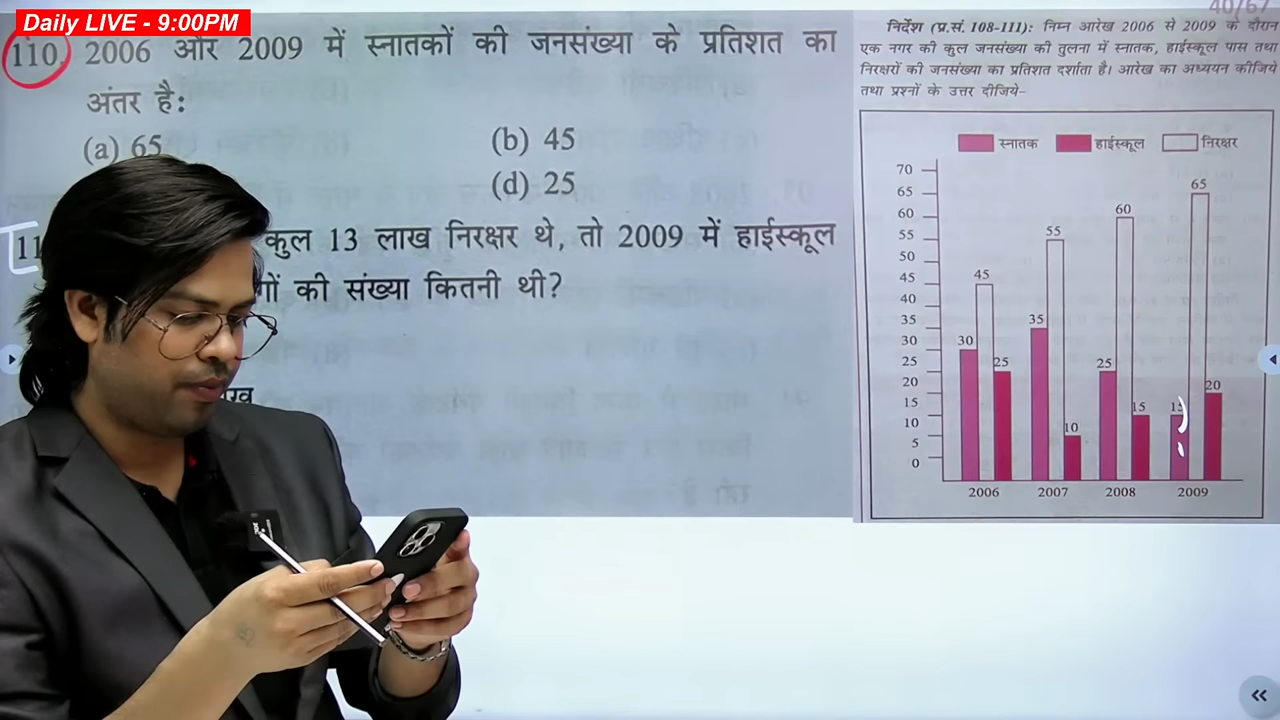 Daily LIVE - 9:00PM
40/67
110. 2006 और 2009 में स्नातकों की जनसंख्या के प्रतिशत का
अंतर है:
(a) 65
(b) 45
(d) 25
11
कुल 13 लाख निरक्षर थे, तो 2009 में हाईस्कूल
की संख्या कितनी थी?
निर्देश (प्र.सं. 108-111): निम्न आरेख 2006 से 2009 के दौरान
एक नगर की कुल जनसंख्या की तुलना में स्नातक, हाईस्कूल पास तथा
निरक्षरों की जनसंख्या का प्रतिशत दर्शाता है। आरेख का अध्ययन कीजिये
तथा प्रश्नों के उत्तर दीजिये–
स्नातक हाईस्कूल निरक्षर
70
65
60
55
50
45
40
35
30
25
20
15
10
5
0
30 45 25
35 55 10
25 60 15
15 65 20
2006 2007 2008 2009